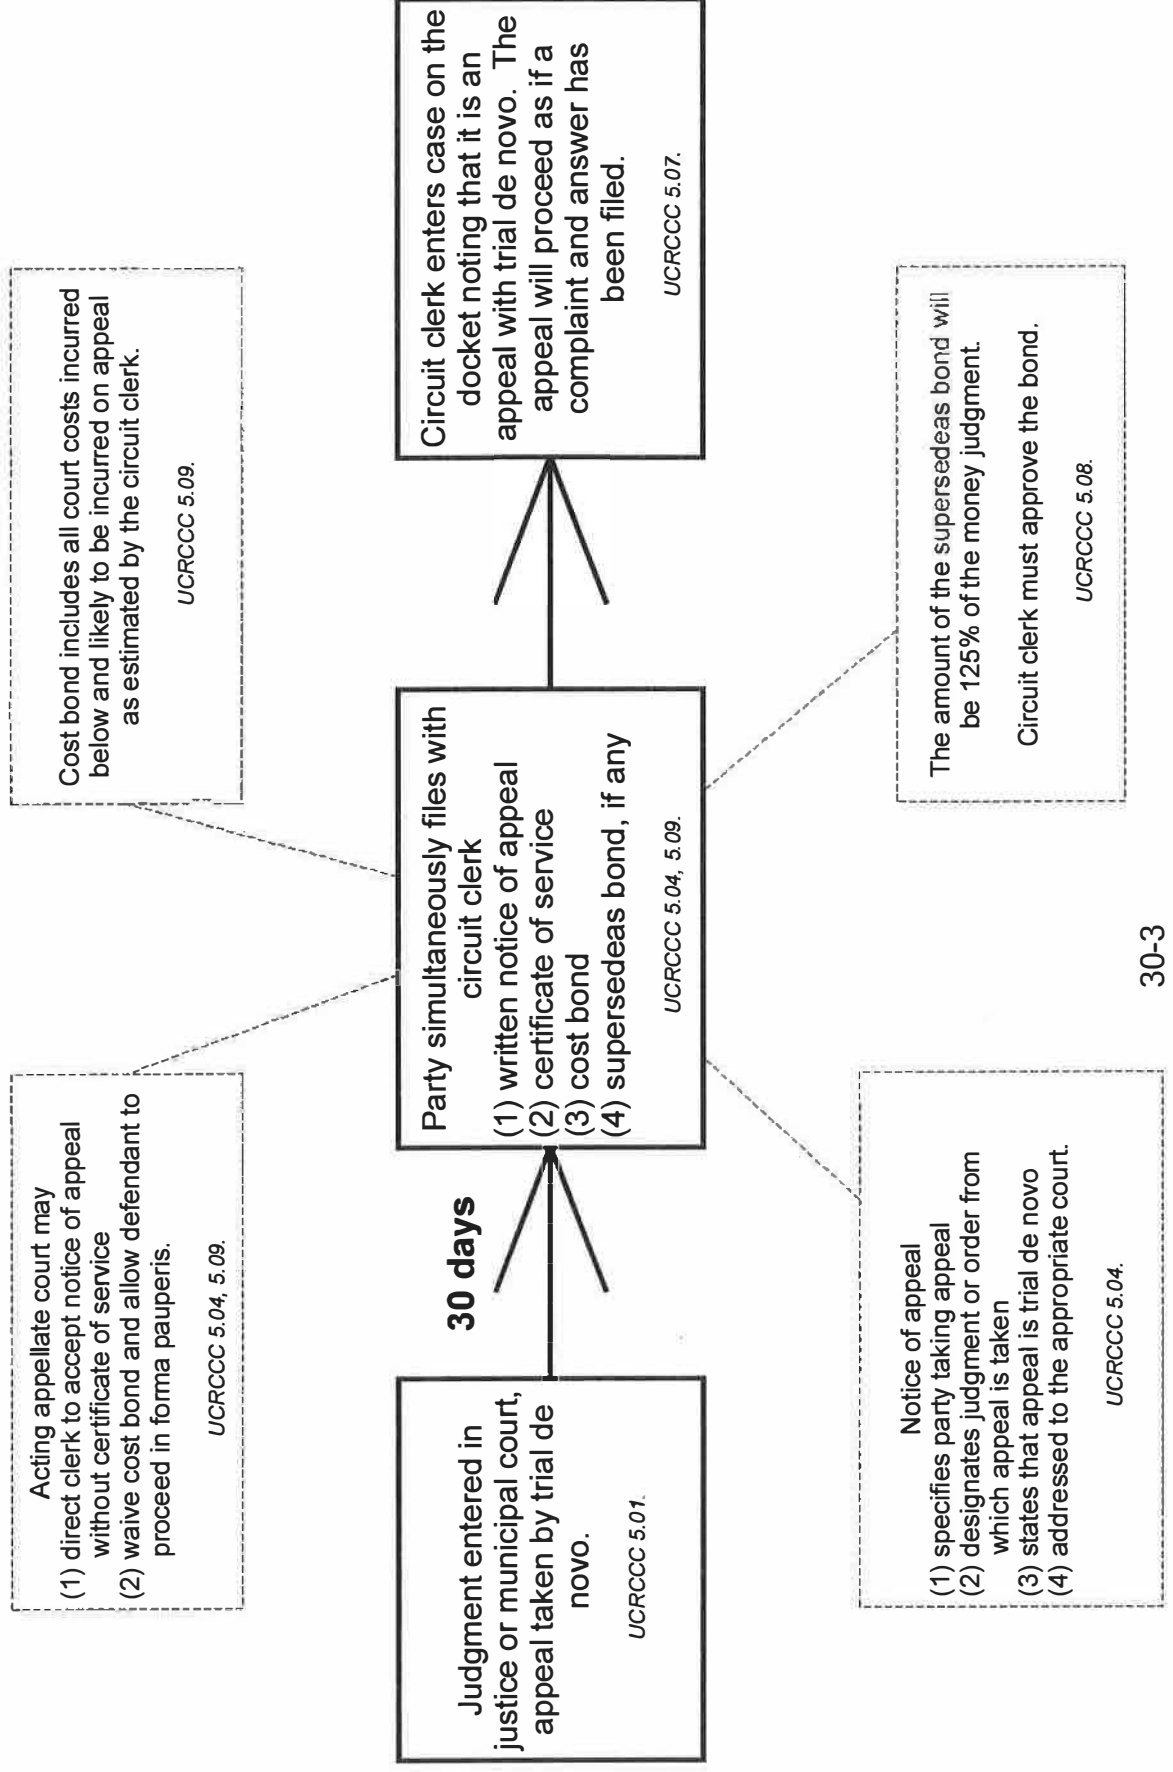 Acting appellate court may
(1) direct clerk to accept notice of appeal
without certificate of service
(2) waive cost bond and allow defendant to
proceed in forma pauperis.
UCRCCC 5.04, 5.09.
Cost bond includes all court costs incurred
below and likely to be incurred on appeal
as estimated by the circuit clerk.
UCRCCC 5.09.
Judgment entered in
justice or municipal court,
appeal taken by trial de
novo.
UCRCCC 5.01.
30 days
Party simultaneously files with
circuit clerk
(1) written notice of appeal
(2) certificate of service
(3) cost bond
(4) supersedeas bond, if any
UCRCCC 5.04, 5.09.
Circuit clerk enters case on the
docket noting that it is an
appeal with trial de novo. The
appeal will proceed as if a
complaint and answer has
been filed.
UCRCCC 5.07.
Notice of appeal
(1) specifies party taking appeal
(2) designates judgment or order from
which appeal is taken
(3) states that appeal is trial de novo
(4) addressed to the appropriate court.
UCRCCC 5.04.
The amount of the supersedeas bond will
be 125% of the money judgment.
Circuit clerk must approve the bond.
UCRCCC 5.08.
30-3